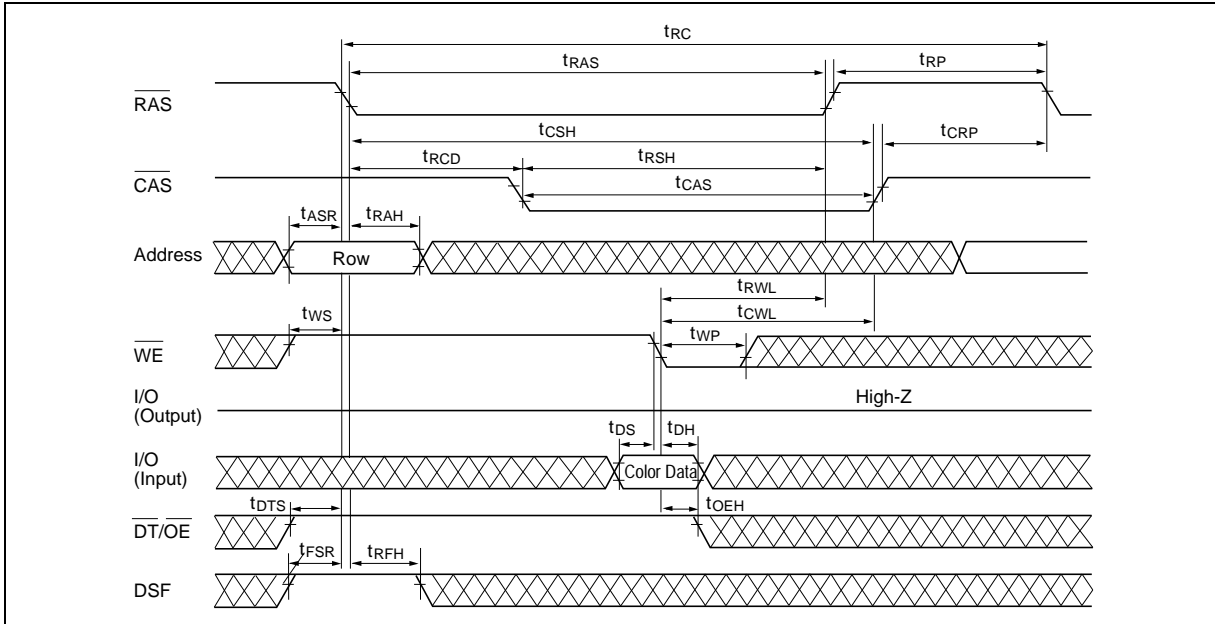 tRC
tRAS
tRP
RAS
tCSH
tCRP
tRCD
tRSH
CAS
tCAS
tASR
tRAH
Address
Row
tRWL
tWS
tCWL
tWP
WE
I/O
(Output)
High-Z
tDS
tDH
I/O
(Input)
Color Data
tDTS
tOEH
DT/OE
tFSR
tRFH
DSF